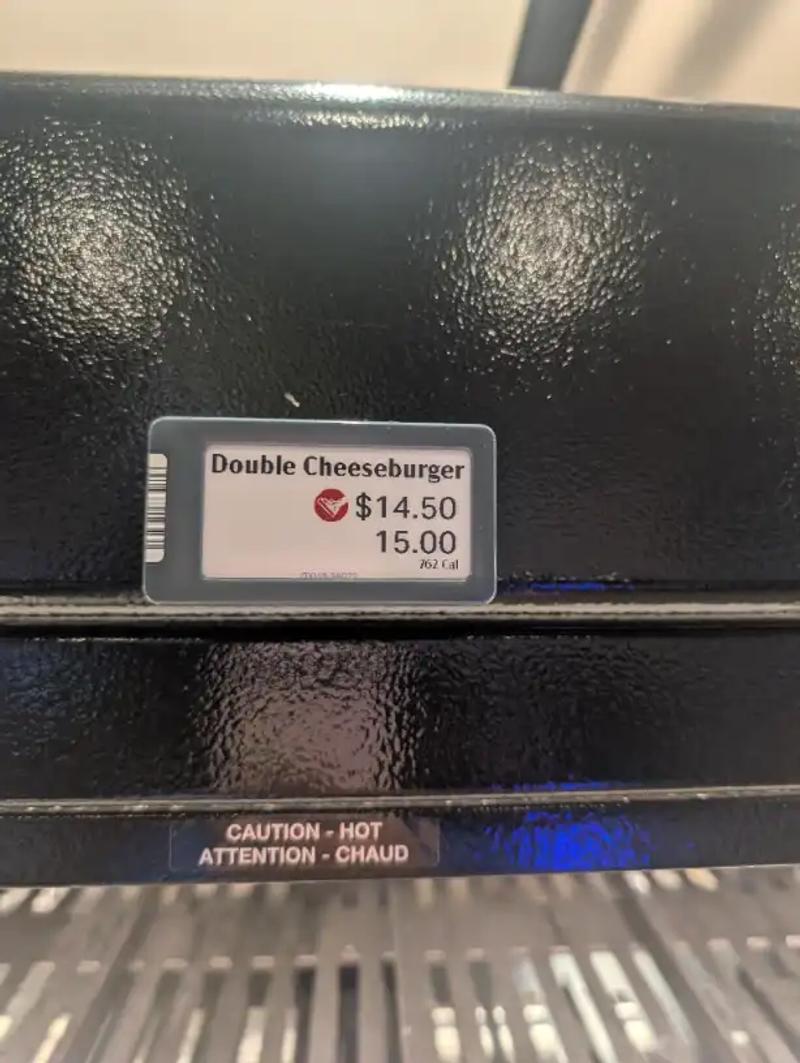 Double Cheeseburger
$14.50
15.00
762 Cal
CAUTION - HOT
ATTENTION - CHAUD